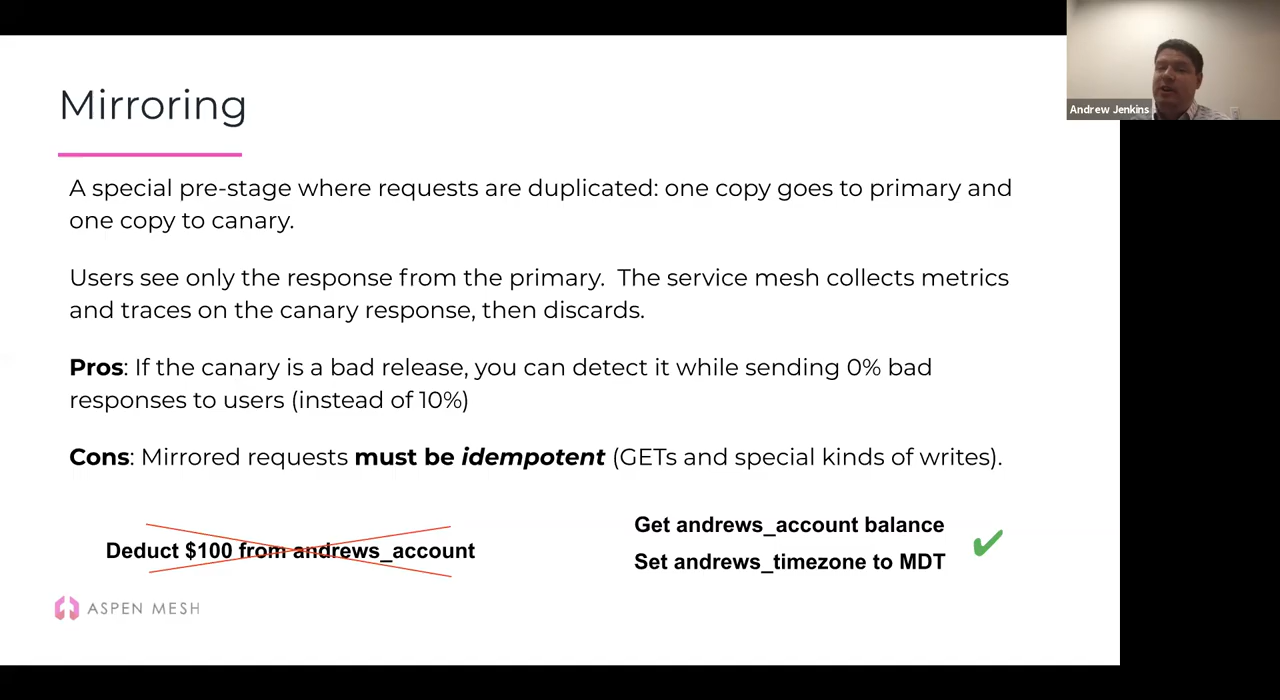 Mirroring
Andrew Jenkins
A special pre-stage where requests are duplicated: one copy goes to primary and
one copy to canary.
Users see only the response from the primary.  The service mesh collects metrics
and traces on the canary response, then discards.
Pros: If the canary is a bad release, you can detect it while sending 0% bad
responses to users (instead of 10%)
Cons: Mirrored requests must be idempotent (GETs and special kinds of writes).
Deduct $100 from andrews_account
Get andrews_account balance
Set andrews_timezone to MDT
ASPEN MESH